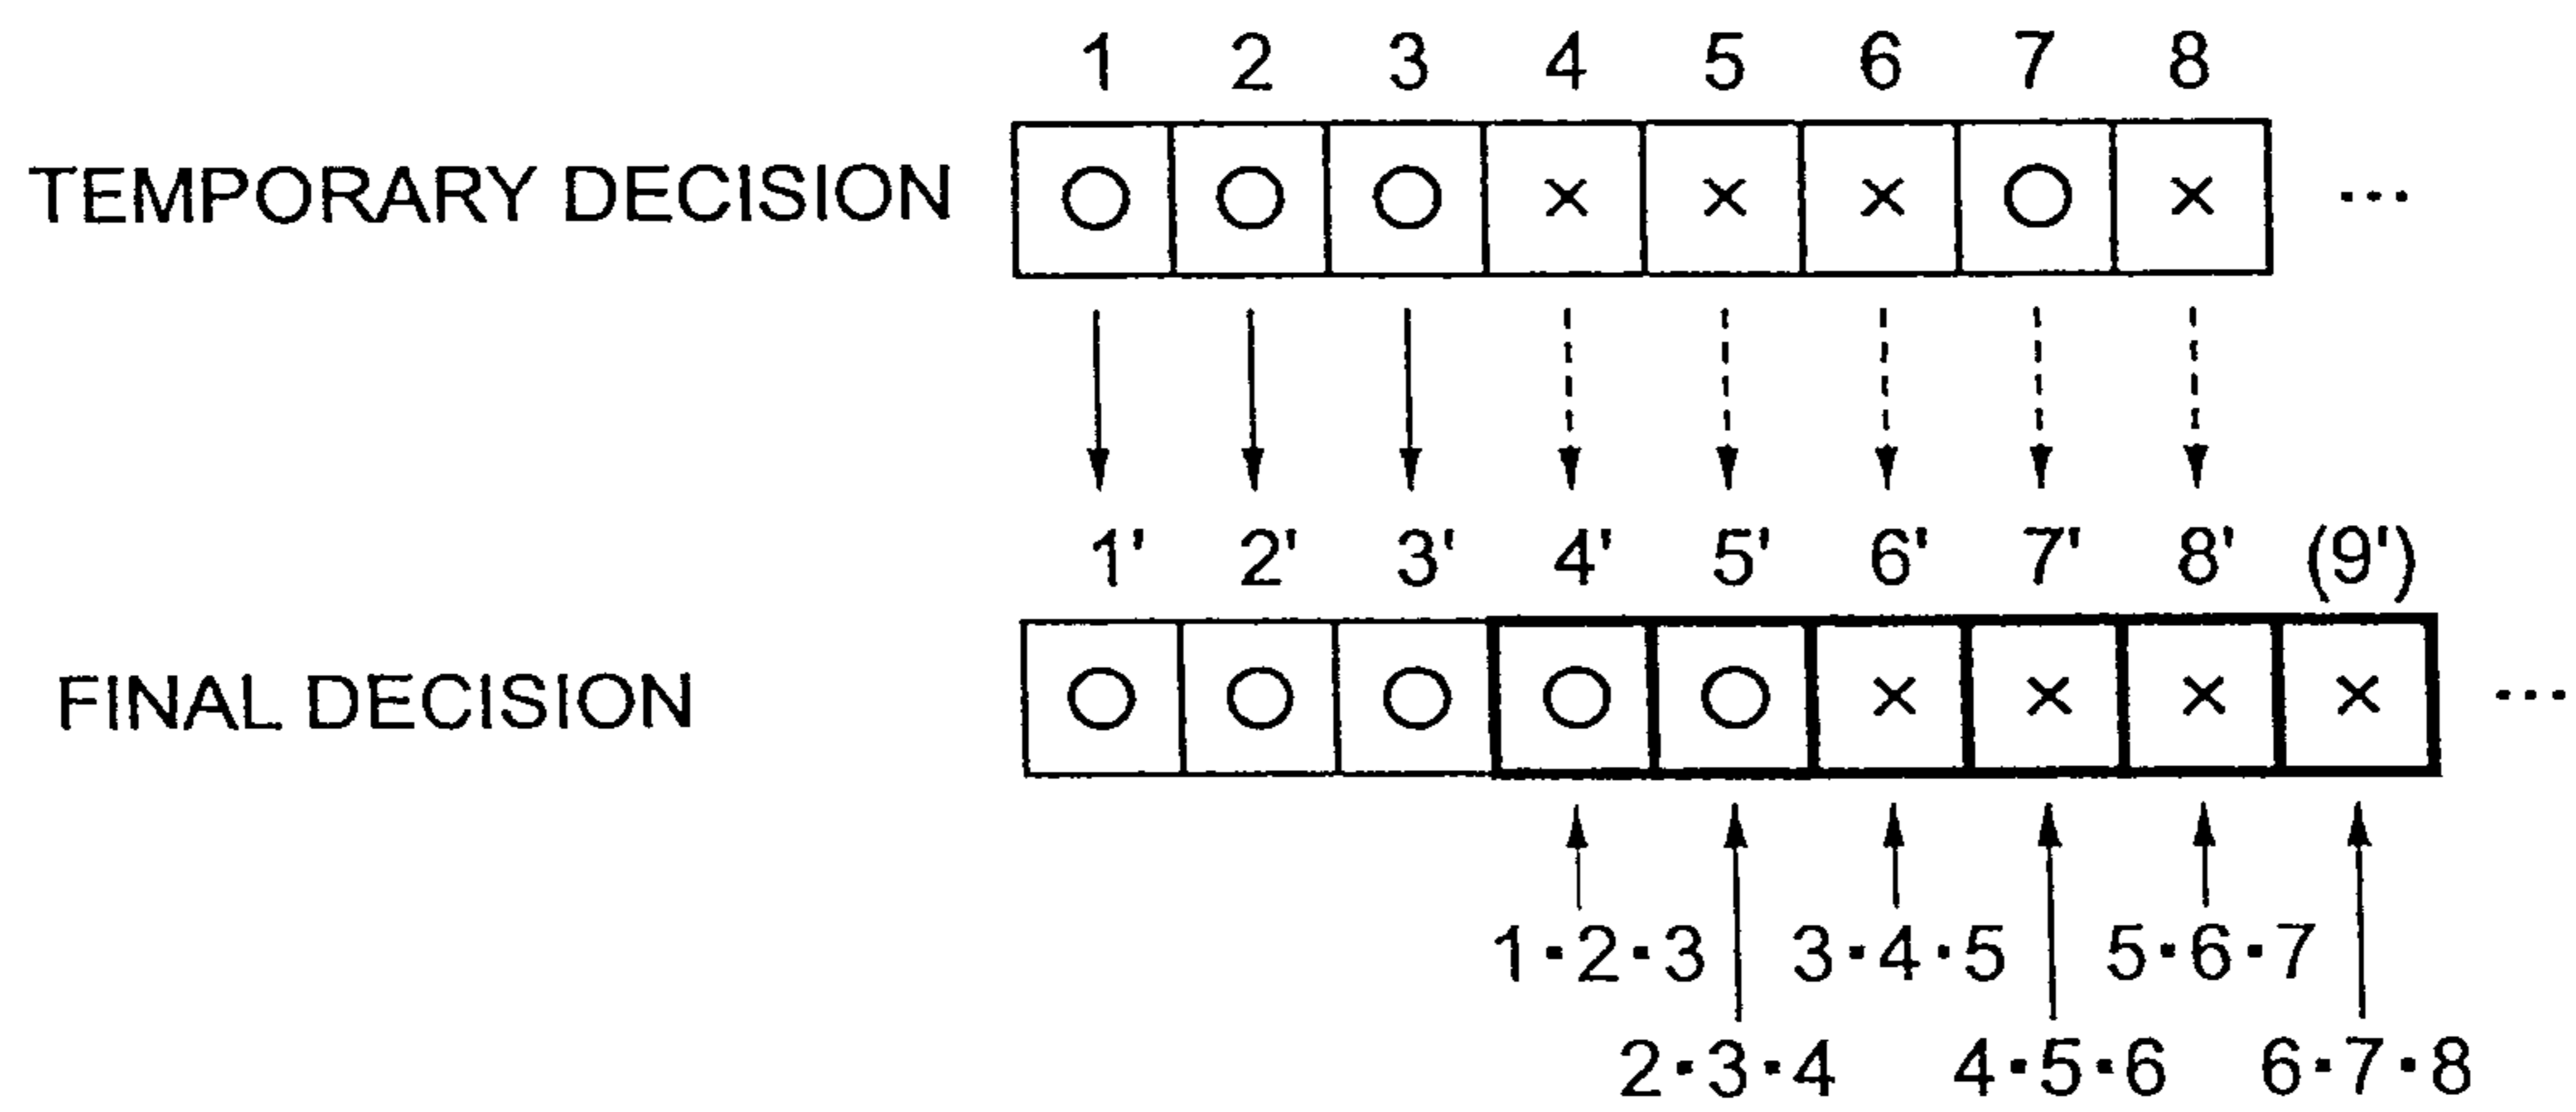 1 2 3 4 5 6 7 8
TEMPORARY DECISION ○ ○ ○ × × × ○ × ...
1' 2' 3' 4' 5' 6' 7' 8' (9')
FINAL DECISION ○ ○ ○ ○ ○ × × × × ...
1·2·3 3·4·5 5·6·7
2·3·4 4·5·6 6·7·8